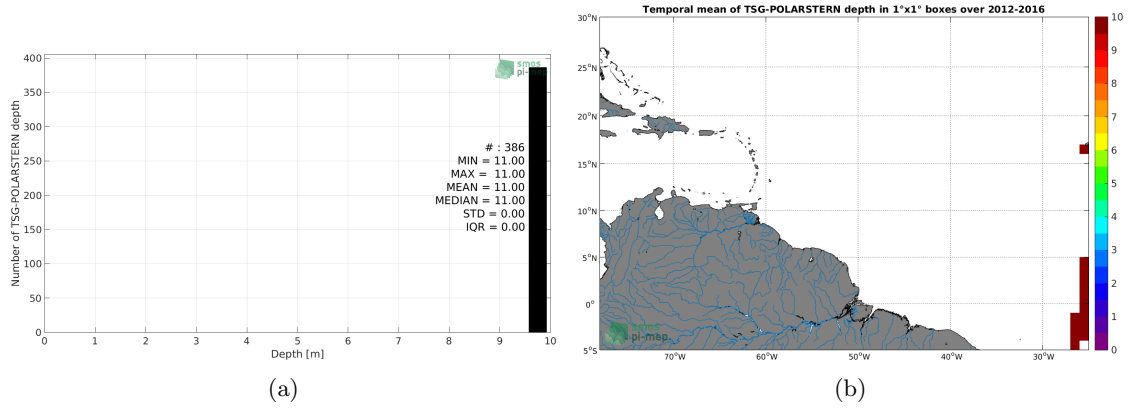 400
350
300
250
200
150
100
50
0
Number of TSG-POLARSTERN depth
smos
pi-mep
# : 386
MIN = 11.00
MAX = 11.00
MEAN = 11.00
MEDIAN = 11.00
STD = 0.00
IQR = 0.00
0 1 2 3 4 5 6 7 8 9 10
Depth [m]
(a)
Temporal mean of TSG-POLARSTERN depth in 1°x1° boxes over 2012-2016
30°N
25°N
20°N
15°N
10°N
5°N
0°
5°S
70°W 60°W 50°W 40°W 30°W
smos
pi-mep
10
9
8
7
6
5
4
3
2
1
0
(b)